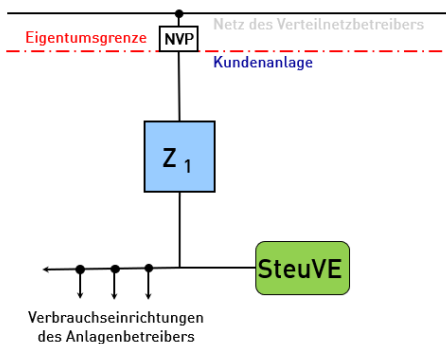 Netz des Verteilnetzbetreibers
NVP
Eigentumsgrenze
Kundenanlage
Z 1
SteuVE
Verbrauchseinrichtungen
des Anlagenbetreibers